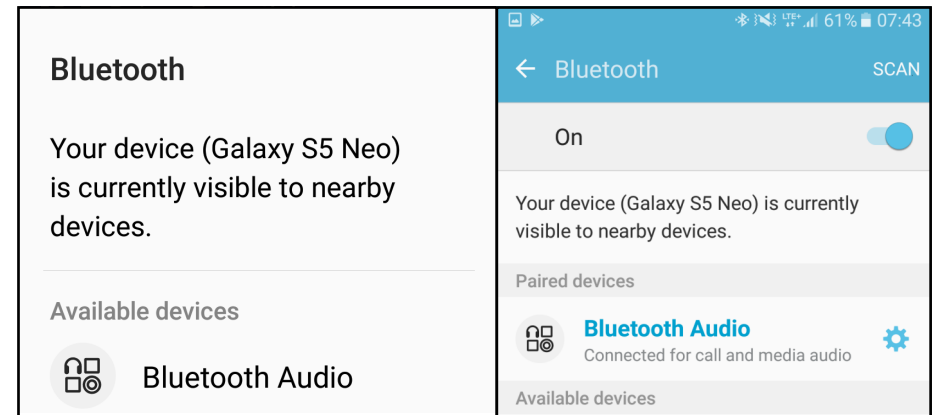 Bluetooth
Your device (Galaxy S5 Neo)
is currently visible to nearby
devices.
Available devices
Bluetooth Audio
LTE+ 61% 07:43
Bluetooth SCAN
On
Your device (Galaxy S5 Neo) is currently
visible to nearby devices.
Paired devices
Bluetooth Audio
Connected for call and media audio
Available devices